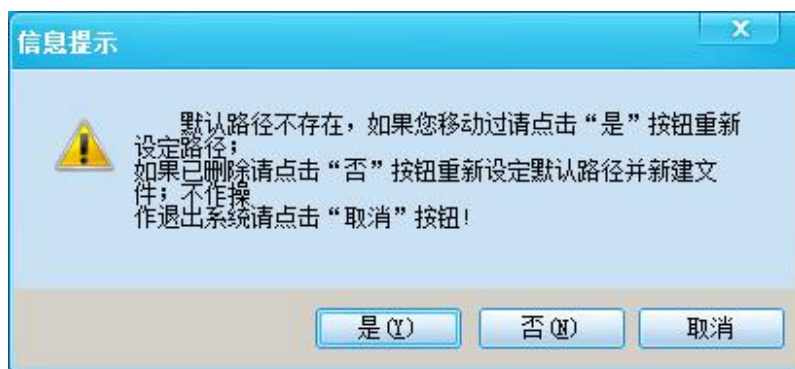 信息提示
默认路径不存在，如果您移动过请点击“是”按钮重新
设定路径；
如果已删除请点击“否”按钮重新设定默认路径并新建文
件；不作操
作退出系统请点击“取消”按钮!
是(Y)
否(N)
取消